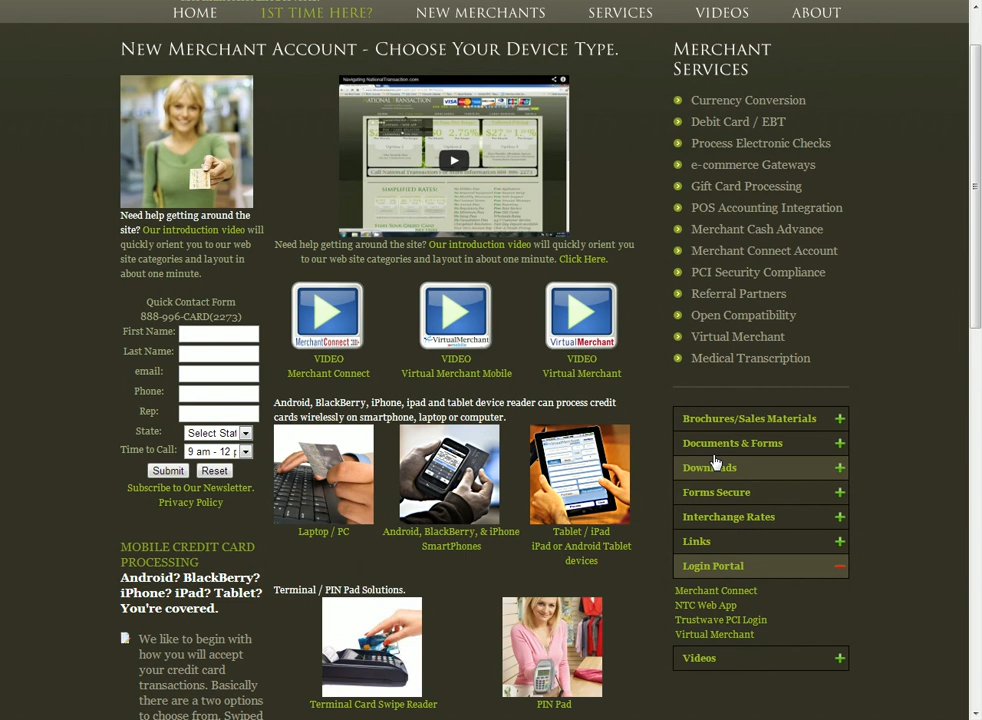 HOME
1ST TIME HERE?
NEW MERCHANTS
SERVICES
VIDEOS
ABOUT
New Merchant Account - Choose Your Device Type.
Navigating NationalTransaction.com
Need help getting around the
site? Our introduction video will
quickly orient you to our web
site categories and layout in
about one minute.
Need help getting around the site? Our introduction video will quickly orient you
to our web site categories and layout in about one minute. Click Here.
Quick Contact Form
888-996-CARD(2273)
First Name:
Last Name:
email:
Phone:
Rep:
State: Select Stat
Time to Call: 9 am - 12 p
Submit Reset
Subscribe to Our Newsletter.
Privacy Policy
MerchantConnect
VirtualMerchant
mobile
VirtualMerchant
VIDEO
Merchant Connect
VIDEO
Virtual Merchant Mobile
VIDEO
Virtual Merchant
Android, BlackBerry, iPhone, ipad and tablet device reader can process credit
cards wirelessly on smartphone, laptop or computer.
Laptop / PC
Android, BlackBerry, & iPhone
SmartPhones
Tablet / iPad
iPad or Android Tablet
devices
MOBILE CREDIT CARD
PROCESSING
Android? BlackBerry?
iPhone? iPad? Tablet?
You're covered.
We like to begin with
how you will accept
your credit card
transactions. Basically
there are a two options
to choose from. Swiped
Terminal / PIN Pad Solutions.
Terminal Card Swipe Reader
PIN Pad
Merchant
Services
Currency Conversion
Debit Card / EBT
Process Electronic Checks
e-commerce Gateways
Gift Card Processing
POS Accounting Integration
Merchant Cash Advance
Merchant Connect Account
PCI Security Compliance
Referral Partners
Open Compatibility
Virtual Merchant
Medical Transcription
Brochures/Sales Materials
Documents & Forms
Downloads
Forms Secure
Interchange Rates
Links
Login Portal
Merchant Connect
NTC Web App
Trustwave PCI Login
Virtual Merchant
Videos